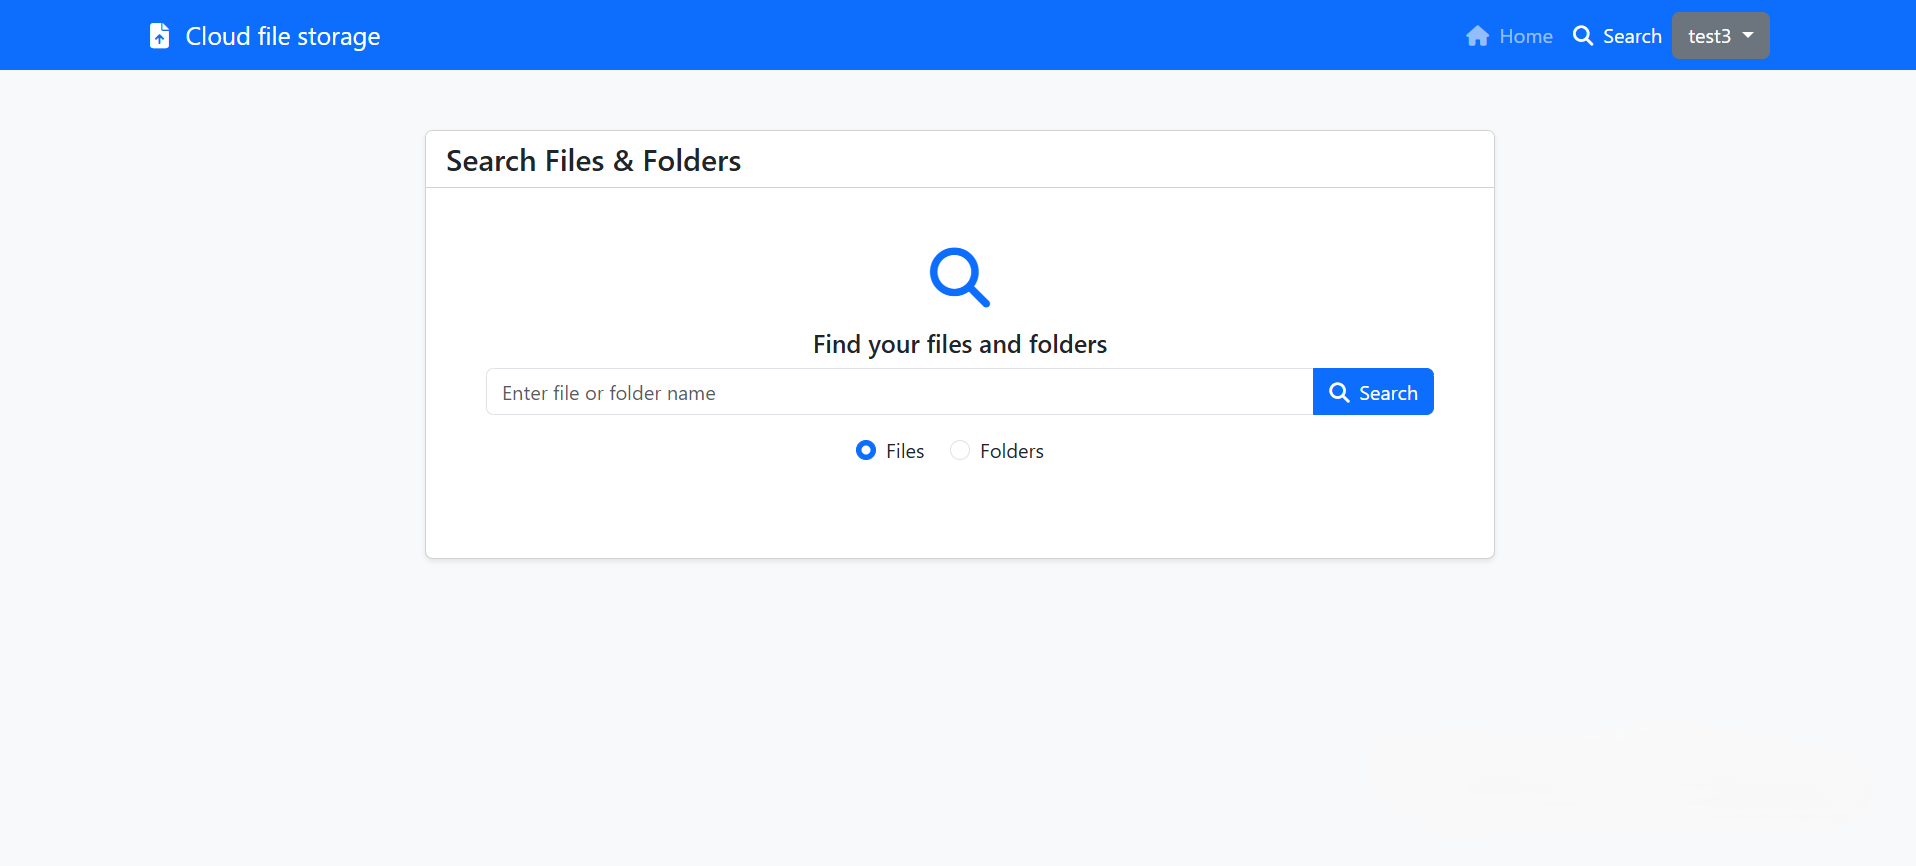 Cloud file storage
Home
Search
test3
Search Files & Folders
Find your files and folders
Enter file or folder name
Search
Files
Folders